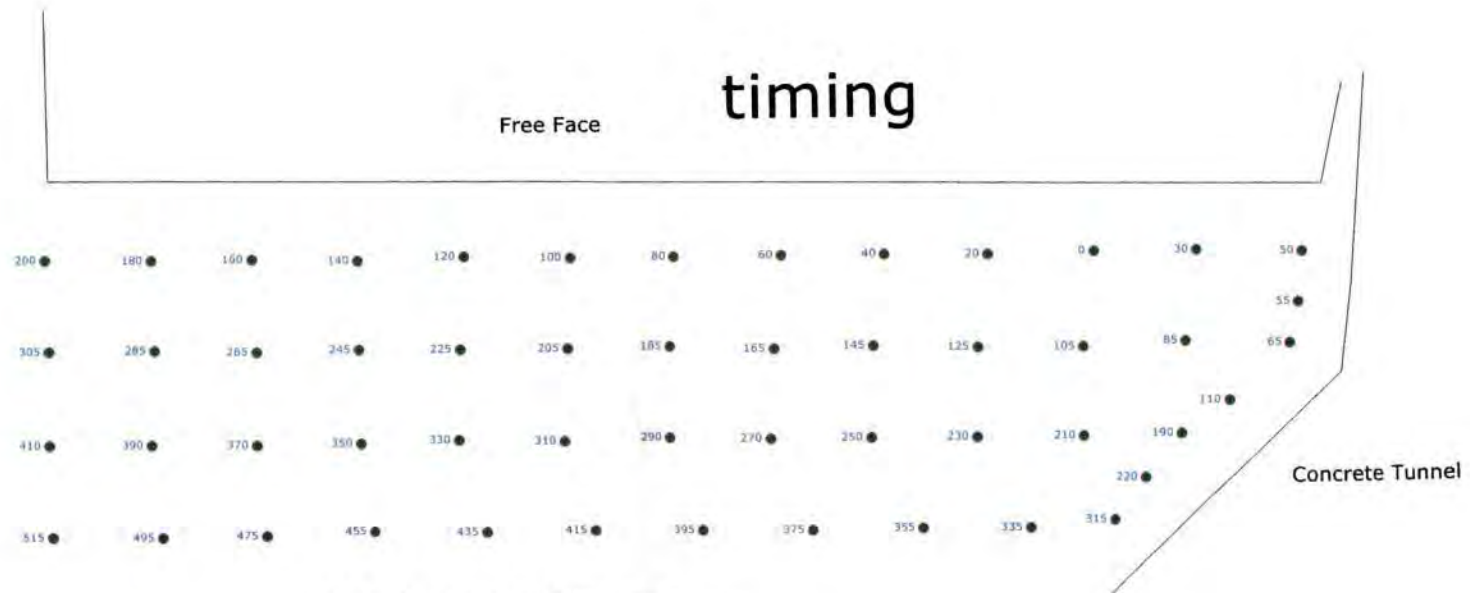 timing
Free Face
200 180 160 140 120 100 80 60 40 20 0 30 50
55
305 285 265 245 225 205 185 165 145 125 105 85 65
110
410 390 370 350 330 310 290 270 250 230 210 190
220
Concrete Tunnel
515 495 475 455 435 415 395 375 355 335 315